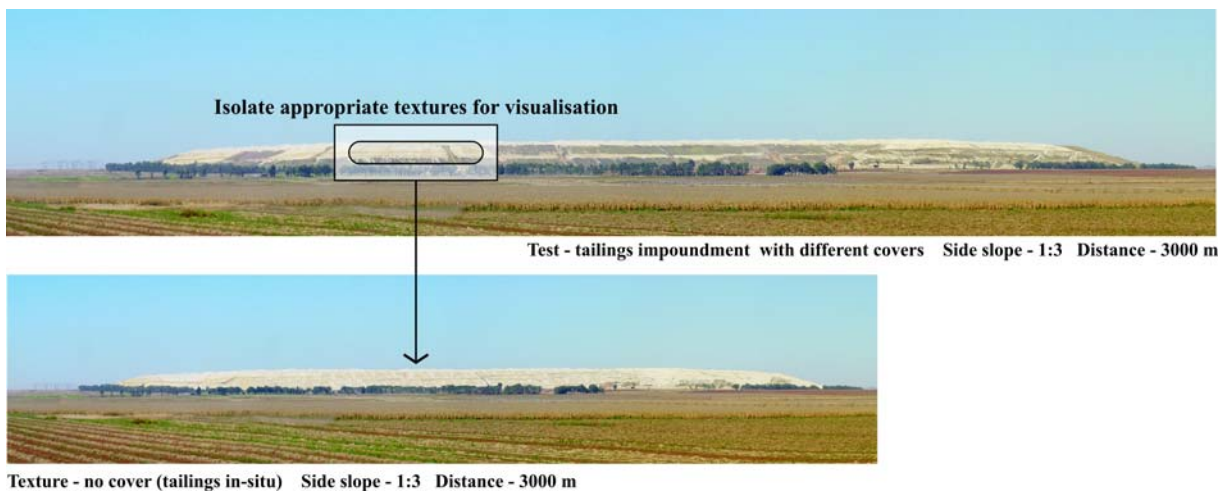 Isolate appropriate textures for visualisation
Test - tailings impoundment with different covers Side slope - 1:3 Distance - 3000 m
Texture - no cover (tailings in-situ) Side slope - 1:3 Distance - 3000 m